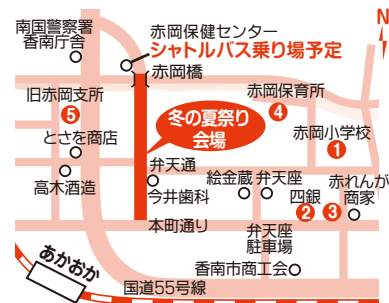 南国警察署
香南庁舎
赤岡保健センター
シャトルバス乗り場予定
N
赤岡橋
旧赤岡支所
5
とさを商店
高木酒造
冬の夏祭り
会場
赤岡保育所
4
赤岡小学校
1
弁天通
今井歯科
絵金蔵
弁天座
四銀
2
3
赤れんが
商家
本町通り
弁天座
駐車場
香南市商工会
あかおか
国道55号線